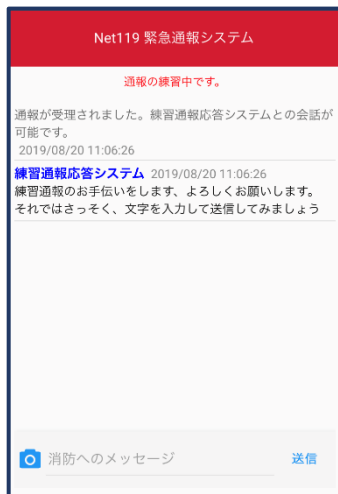 Net119 緊急通報システム
通報の練習中です。
通報が受理されました。練習通報応答システムとの会話が
可能です。
2019/08/20 11:06:26
練習通報応答システム 2019/08/20 11:06:26
練習通報のお手伝いをします、よろしくお願いします。
それではさっそく、文字を入力して送信してみましょう
消防へのメッセージ 送信